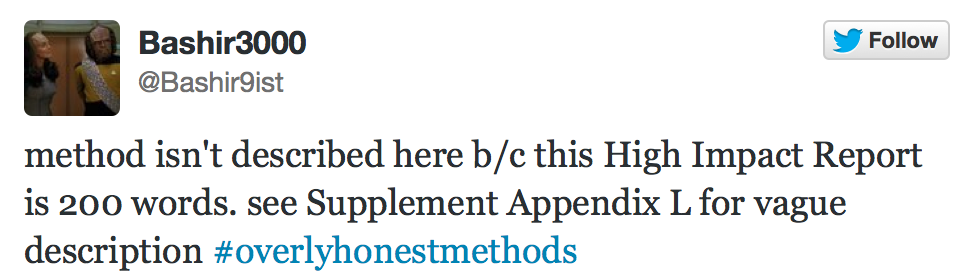 Bashir3000
@Bashir9ist
Follow
method isn't described here b/c this High Impact Report
is 200 words. see Supplement Appendix L for vague
description #overlyhonestmethods